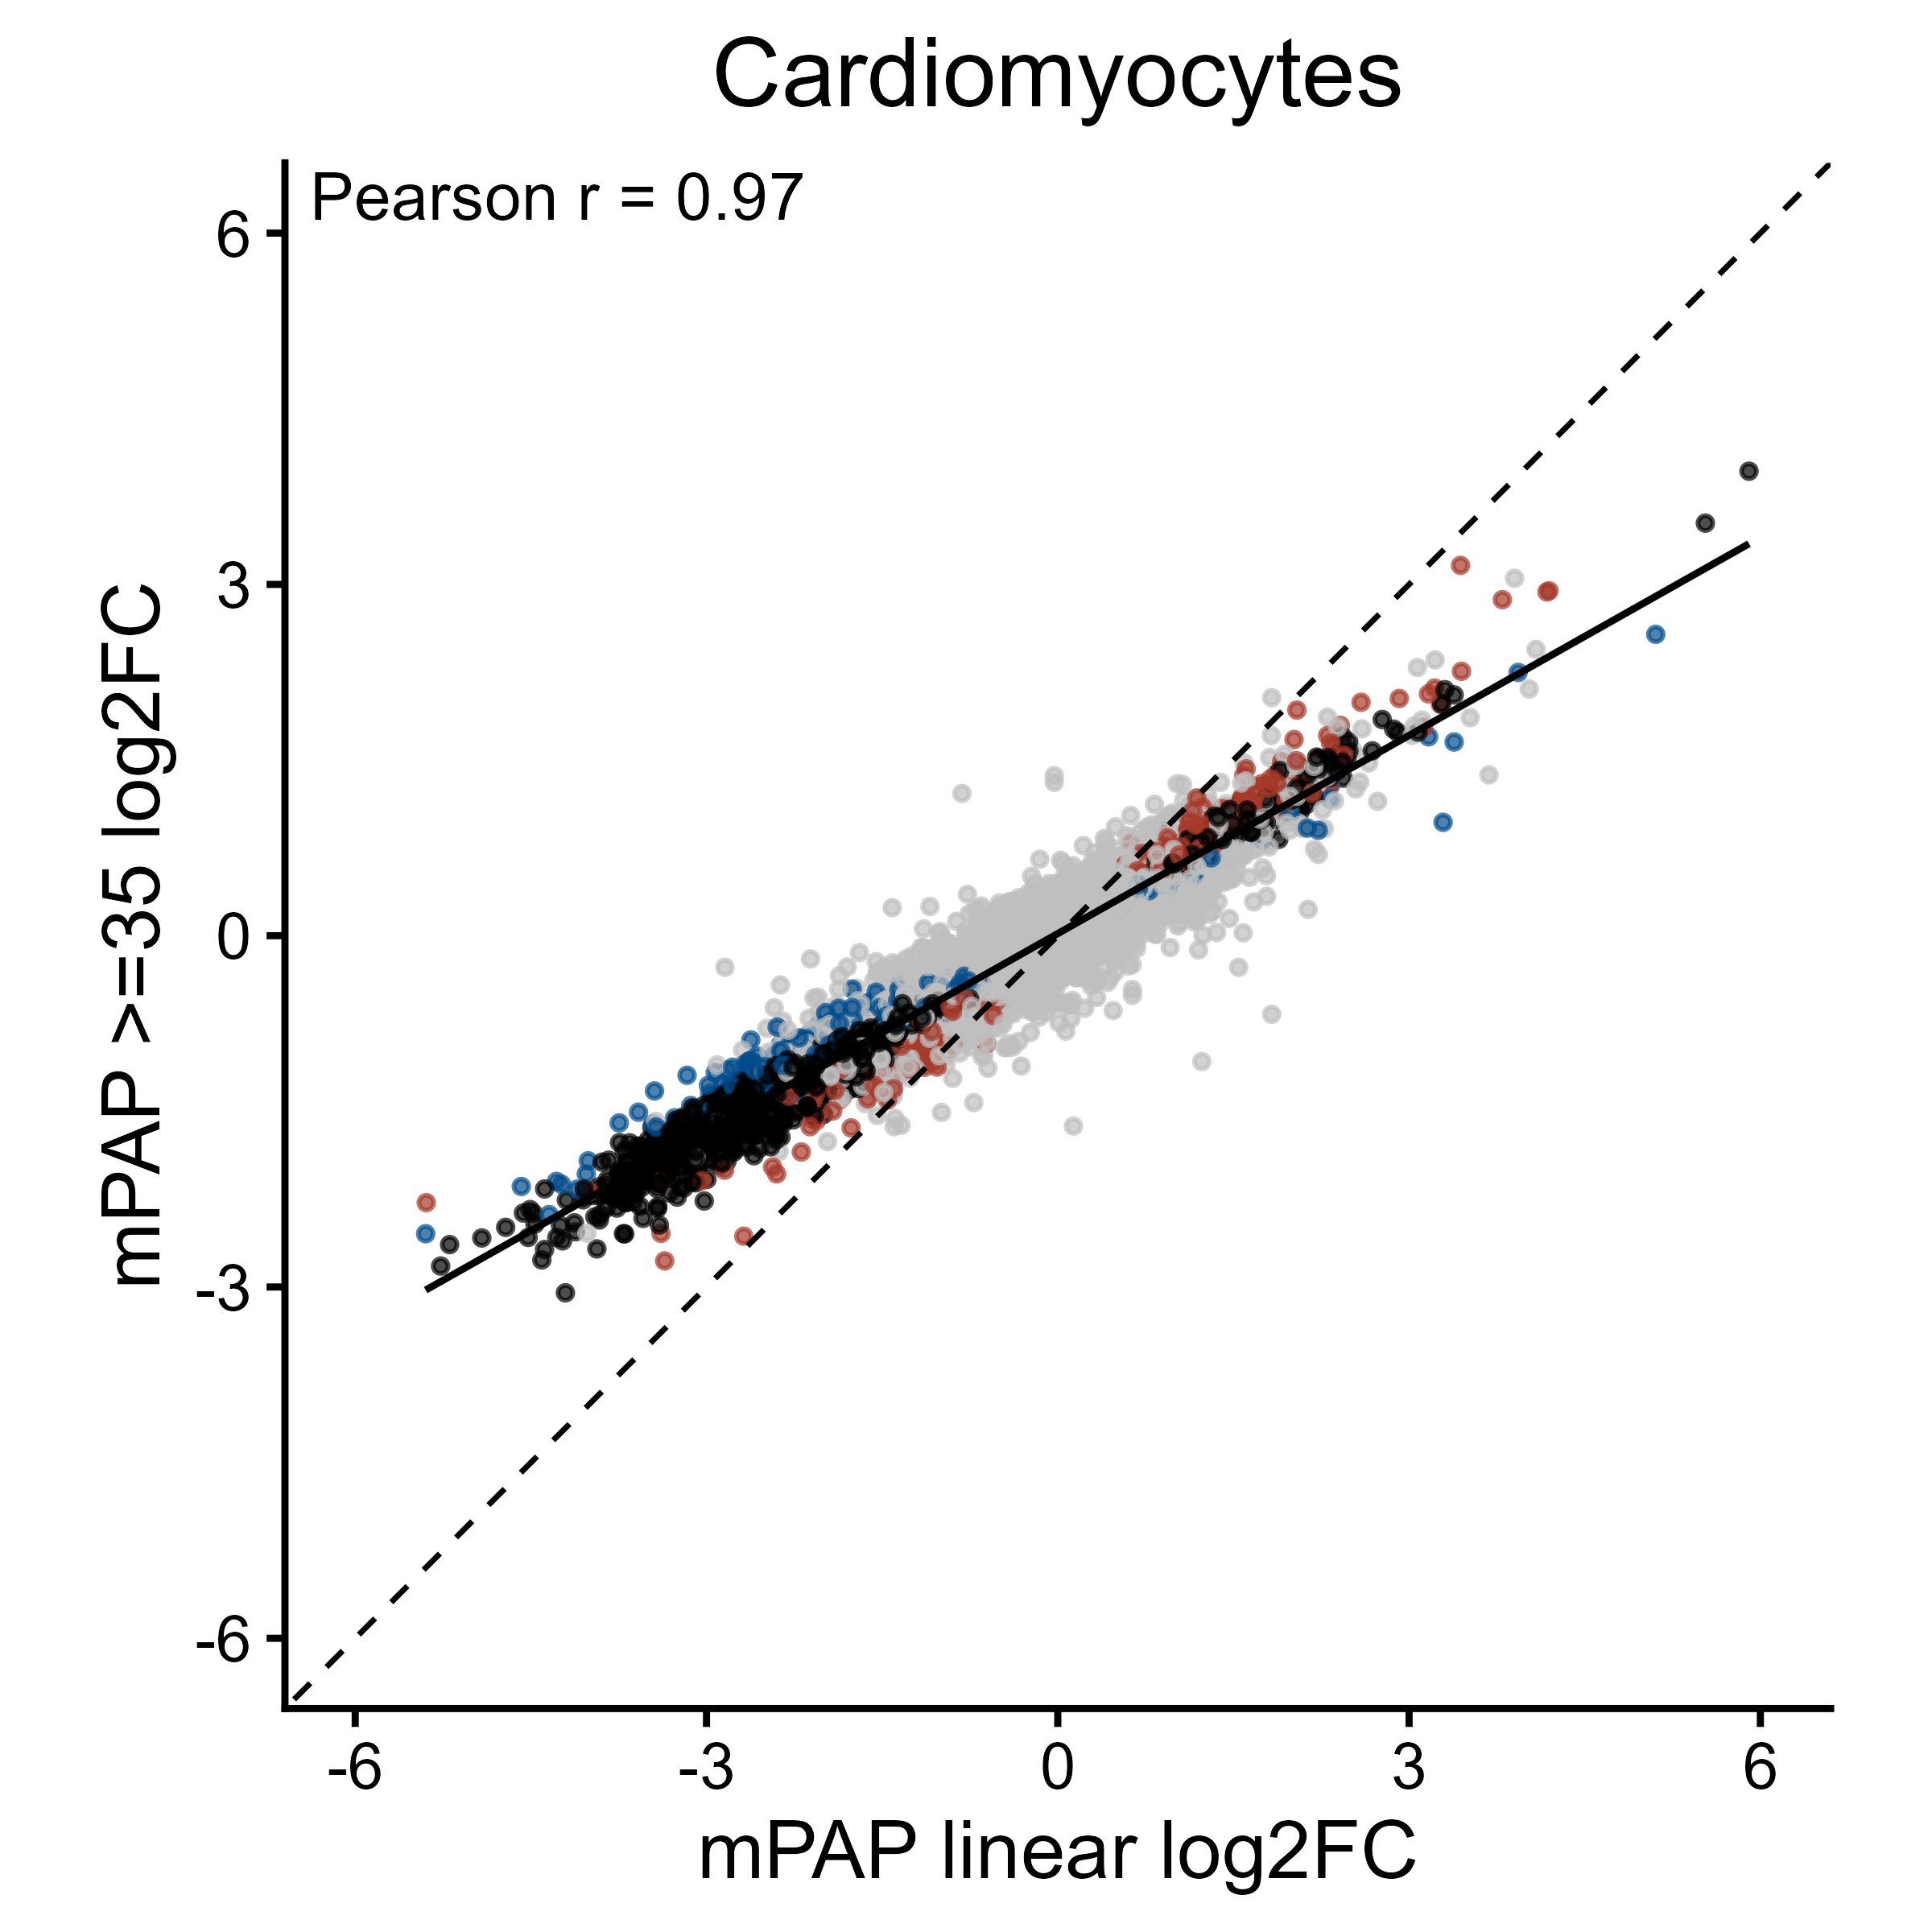 Cardiomyocytes
Pearson r = 0.97
6
3
0
-3
-6
mPAP >=35 log2FC
-6
-3
0
3
6
mPAP linear log2FC